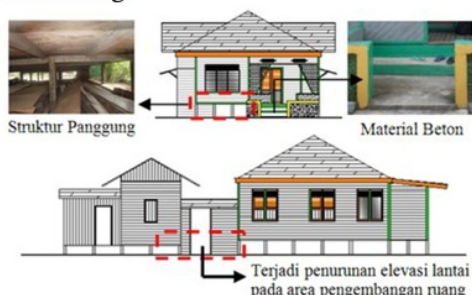 Struktur Panggung
Material Beton
Terjadi penurunan elevasi lantai
pada area pengembangan ruang